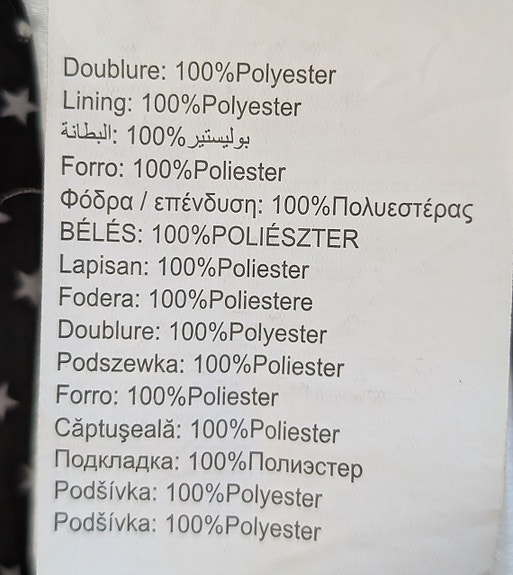 Doublure: 100%Polyester
Lining: 100%Polyester
البطانة: 100%بوليستير
Forro: 100%Poliester
Φόδρα / επένδυση: 100%Πολυεστέρας
BÉLÉS: 100%POLIÉSZTER
Lapisan: 100%Poliester
Fodera: 100%Poliestere
Doublure: 100%Polyester
Podszewka: 100%Poliester
Forro: 100%Poliester
Căptuşeală: 100%Poliester
Подкладка: 100%Полиэстер
Podšívka: 100%Polyester
Podšívka: 100%Polyester